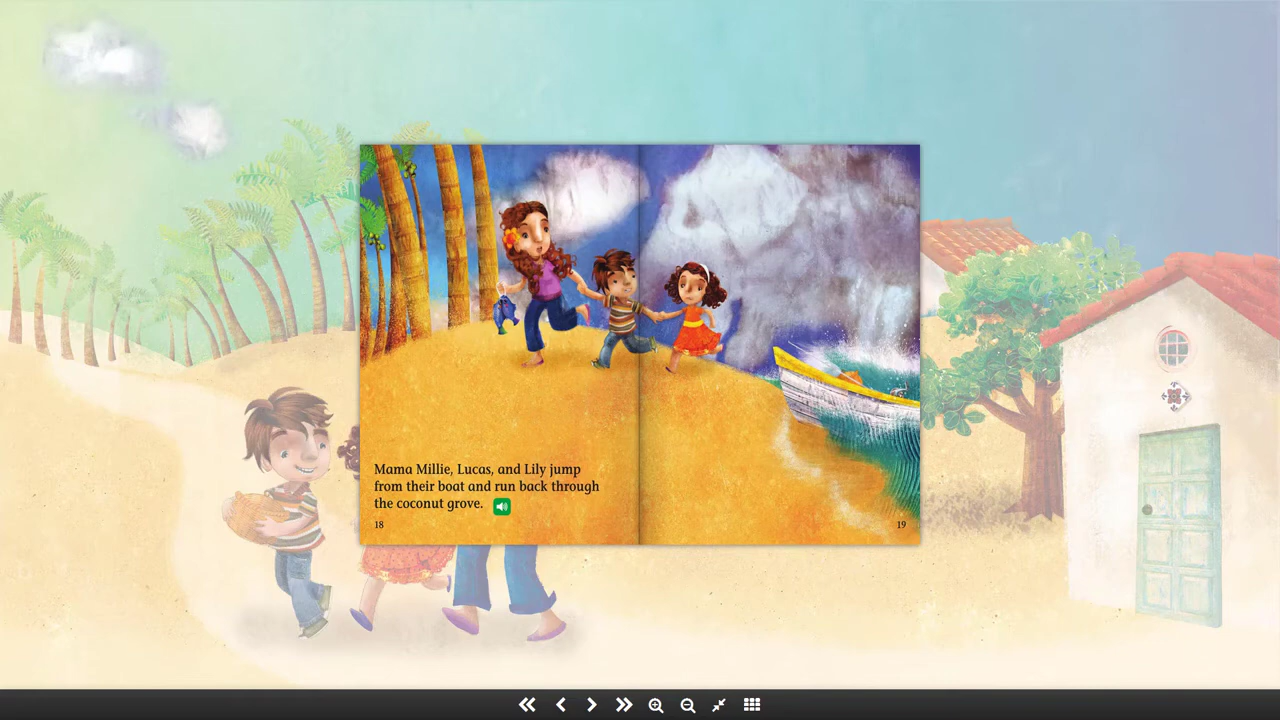 Mama Millie, Lucas, and Lily jump
from their boat and run back through
the coconut grove.
18
19